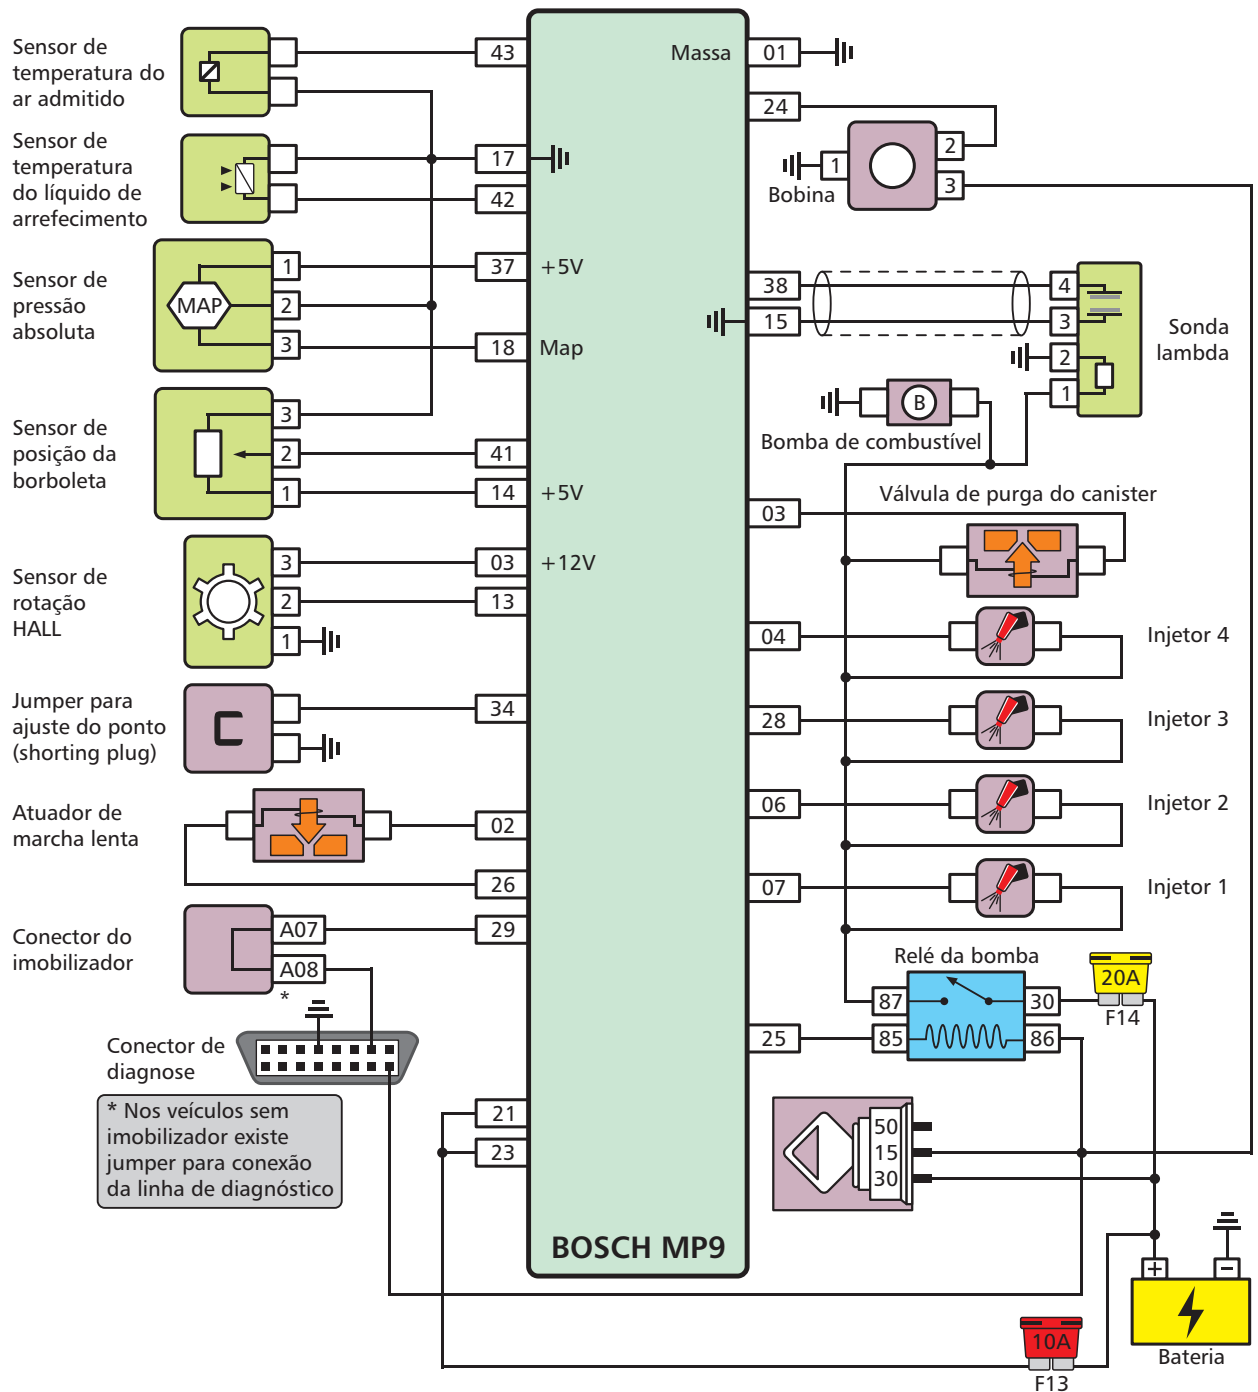 Sensor de
temperatura do
ar admitido
43
Massa
01
24
Sensor de
temperatura
do líquido de
arrefecimento
17
42
1
2
3
Bobina
Sensor de
pressão
absoluta
MAP
1
2
3
37
+5V
18
Map
38
15
4
3
2
1
Sonda
lambda
B
Bomba de combustível
Sensor de
posição da
borboleta
3
2
1
41
14
+5V
03
Válvula de purga do canister
Sensor de
rotação
HALL
3
2
1
03
+12V
13
04
Injetor 4
Jumper para
ajuste do ponto
(shorting plug)
34
28
Injetor 3
Atuador de
marcha lenta
02
26
06
Injetor 2
07
Injetor 1
Conector do
imobilizador
A07
A08
*
29
Relé da bomba
87
30
85
86
20A
F14
25
Conector de
diagnose
* Nos veículos sem
imobilizador existe
jumper para conexão
da linha de diagnóstico
21
23
50
15
30
BOSCH MP9
+
-
Bateria
10A
F13